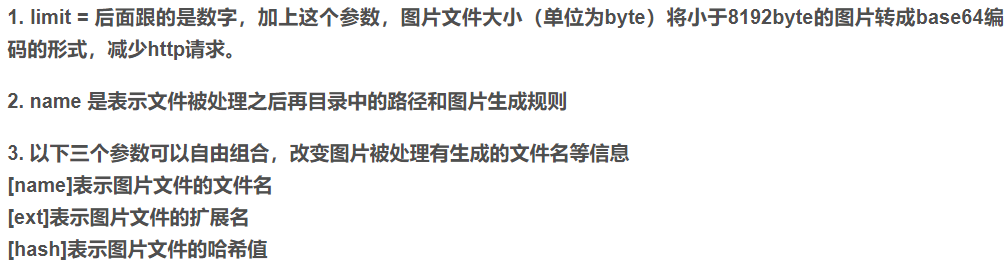 1. limit = 后面跟的是数字，加上这个参数，图片文件大小（单位为byte）将小于8192byte的图片转成base64编
码的形式，减少http请求。
2. name 是表示文件被处理之后再目录中的路径和图片生成规则
3. 以下三个参数可以自由组合，改变图片被处理有生成的文件名等信息
[name]表示图片文件的文件名
[ext]表示图片文件的扩展名
[hash]表示图片文件的哈希值